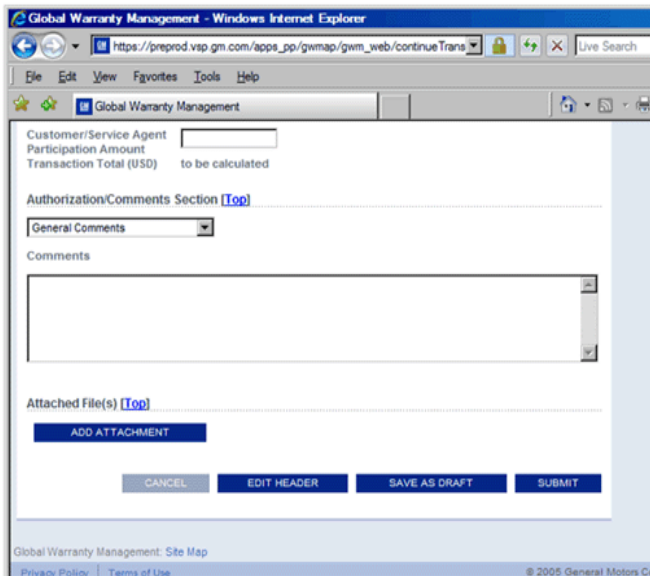 Global Warranty Management - Windows Internet Explorer
https://preprod.vsp.gm.com/apps_pp/gwmap/gwm_web/continueTrans
Live Search
File Edit View Favorites Tools Help
GM Global Warranty Management
Customer/Service Agent
Participation Amount
Transaction Total (USD) to be calculated
Authorization/Comments Section [Top]
General Comments
Comments
Attached File(s) [Top]
ADD ATTACHMENT
CANCEL EDIT HEADER SAVE AS DRAFT SUBMIT
Global Warranty Management: Site Map
Privacy Policy Terms of Use © 2005 General Motors Co